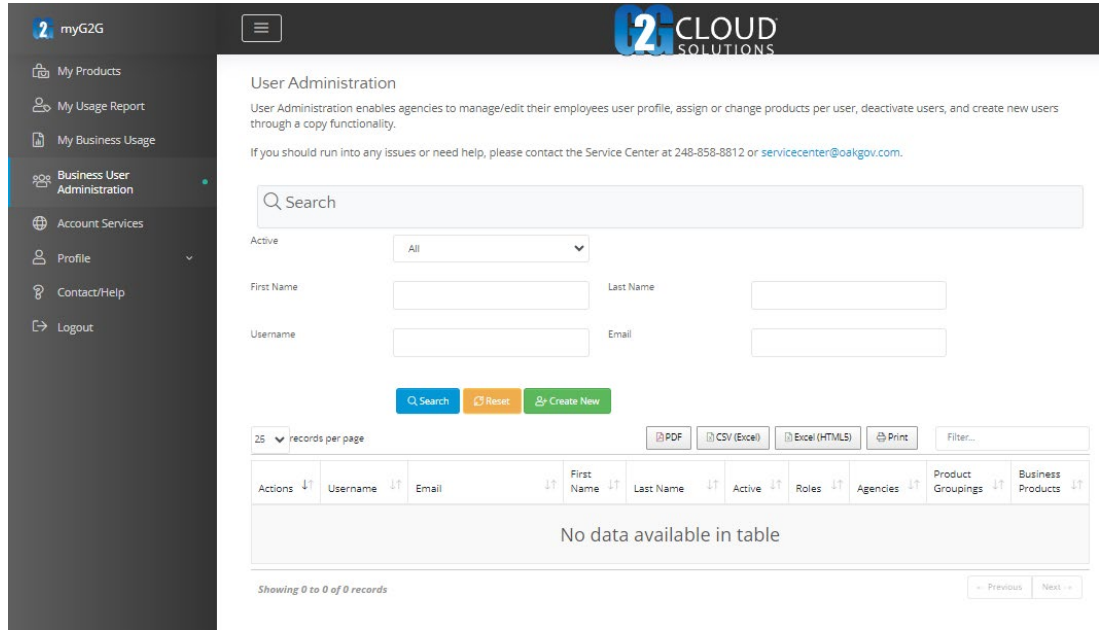 2 myG2G
G2G CLOUD
SOLUTIONS
My Products
My Usage Report
My Business Usage
Business User
Administration
Account Services
Profile
Contact/Help
Logout
User Administration
User Administration enables agencies to manage/edit their employees user profile, assign or change products per user, deactivate users, and create new users
through a copy functionality.
If you should run into any issues or need help, please contact the Service Center at 248-858-8812 or servicecenter@oakgov.com.
Search
Active All
First Name Last Name
Username Email
Search Reset Create New
25 records per page PDF CSV (Excel) Excel (HTML5) Print Filter...
Actions Username Email First Name Last Name Active Roles Agencies Product Groupings Business Products
No data available in table
Showing 0 to 0 of 0 records
← Previous Next →